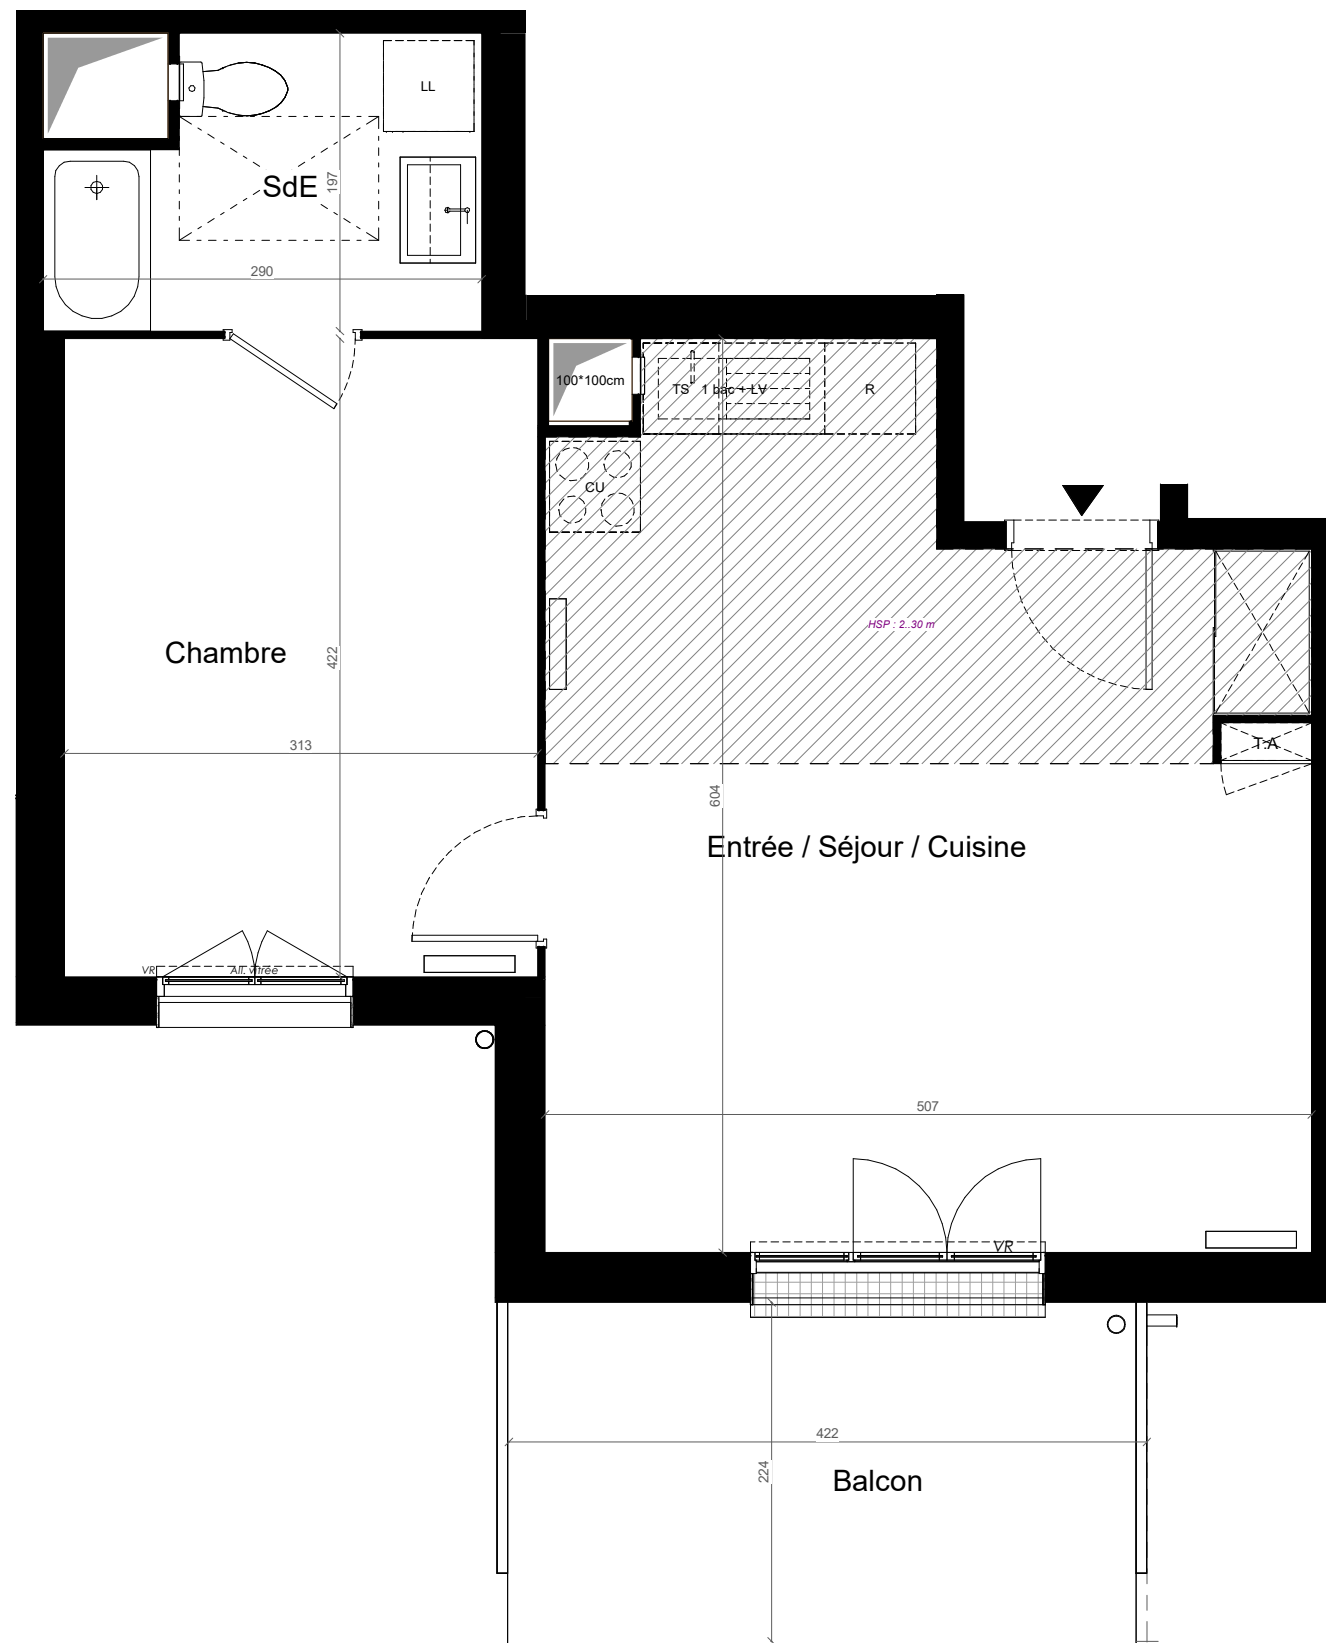 LL
SdE
197
290
100*100cm
TS 1 bac + LV
R
CU
HSP : 2..30 m
Chambre
422
313
T.A
604
Entrée / Séjour / Cuisine
VR
All. vitrée
507
VR
422
224
Balcon